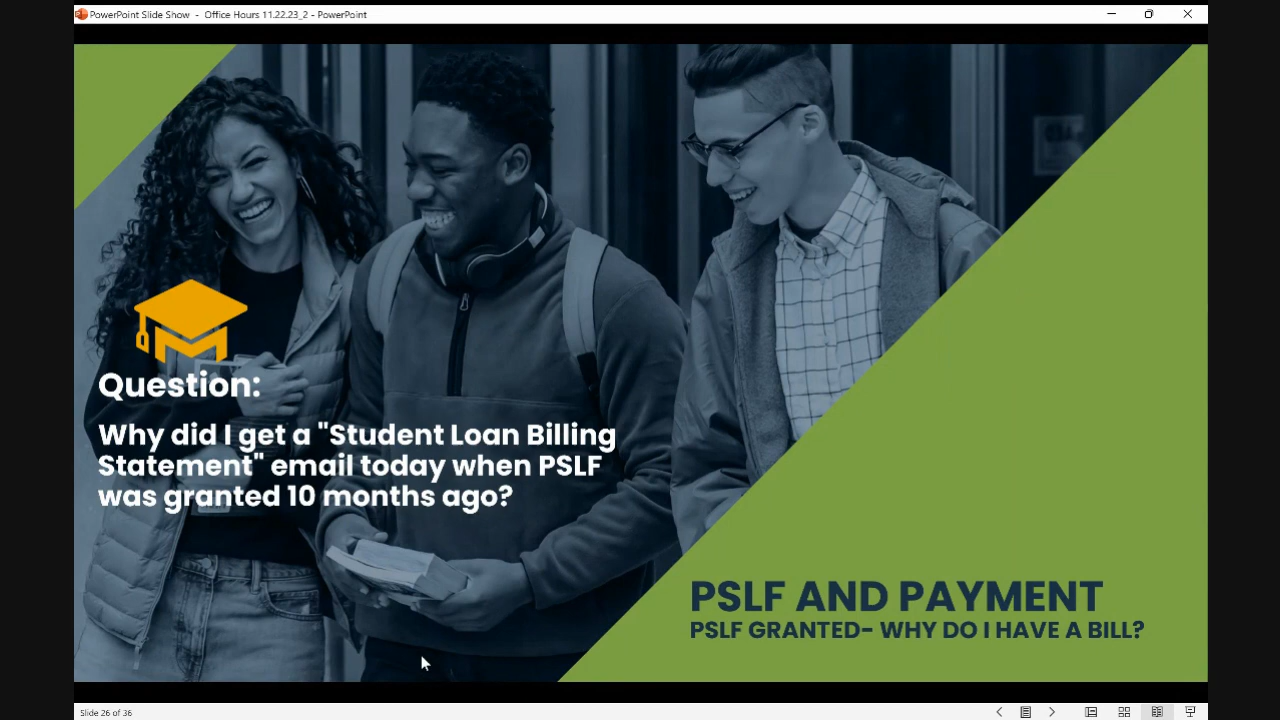 PowerPoint Slide Show - Office Hours 11.22.23_2 - PowerPoint
Question:
Why did I get a "Student Loan Billing
Statement" email today when PSLF
was granted 10 months ago?
PSLF AND PAYMENT
PSLF GRANTED- WHY DO I HAVE A BILL?
Slide 26 of 36